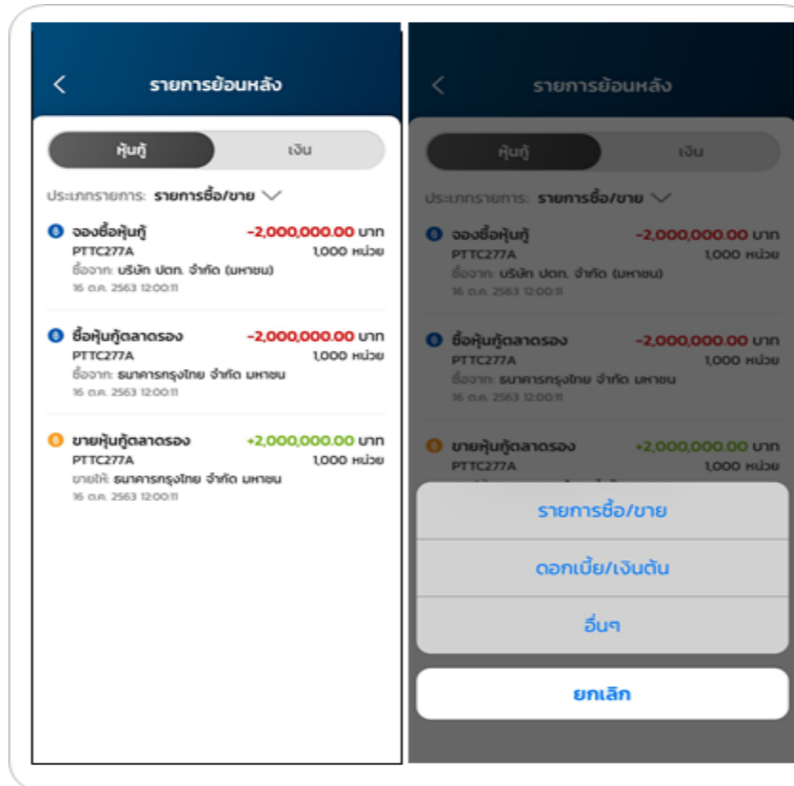 รายการย้อนหลัง
หุ้นกู้ เงิน
ประเภทรายการ: รายการซื้อ/ขาย
จองซื้อหุ้นกู้ -2,000,000.00 บาท
PTTC277A 1,000 หน่วย
ซื้อจาก: บริษัท ปตท. จำกัด (มหาชน)
16 ต.ค. 2563 12:00:11
ซื้อหุ้นกู้ตลาดรอง -2,000,000.00 บาท
PTTC277A 1,000 หน่วย
ซื้อจาก: ธนาคารกรุงไทย จำกัด มหาชน
16 ต.ค. 2563 12:00:11
ขายหุ้นกู้ตลาดรอง +2,000,000.00 บาท
PTTC277A 1,000 หน่วย
ขายให้: ธนาคารกรุงไทย จำกัด มหาชน
16 ต.ค. 2563 12:00:11
รายการย้อนหลัง
หุ้นกู้ เงิน
ประเภทรายการ: รายการซื้อ/ขาย
จองซื้อหุ้นกู้ -2,000,000.00 บาท
PTTC277A 1,000 หน่วย
ซื้อจาก: บริษัท ปตท. จำกัด (มหาชน)
16 ต.ค. 2563 12:00:11
ซื้อหุ้นกู้ตลาดรอง -2,000,000.00 บาท
PTTC277A 1,000 หน่วย
ซื้อจาก: ธนาคารกรุงไทย จำกัด มหาชน
16 ต.ค. 2563 12:00:11
ขายหุ้นกู้ตลาดรอง +2,000,000.00 บาท
PTTC277A 1,000 หน่วย
รายการซื้อ/ขาย
ดอกเบี้ย/เงินต้น
อื่นๆ
ยกเลิก